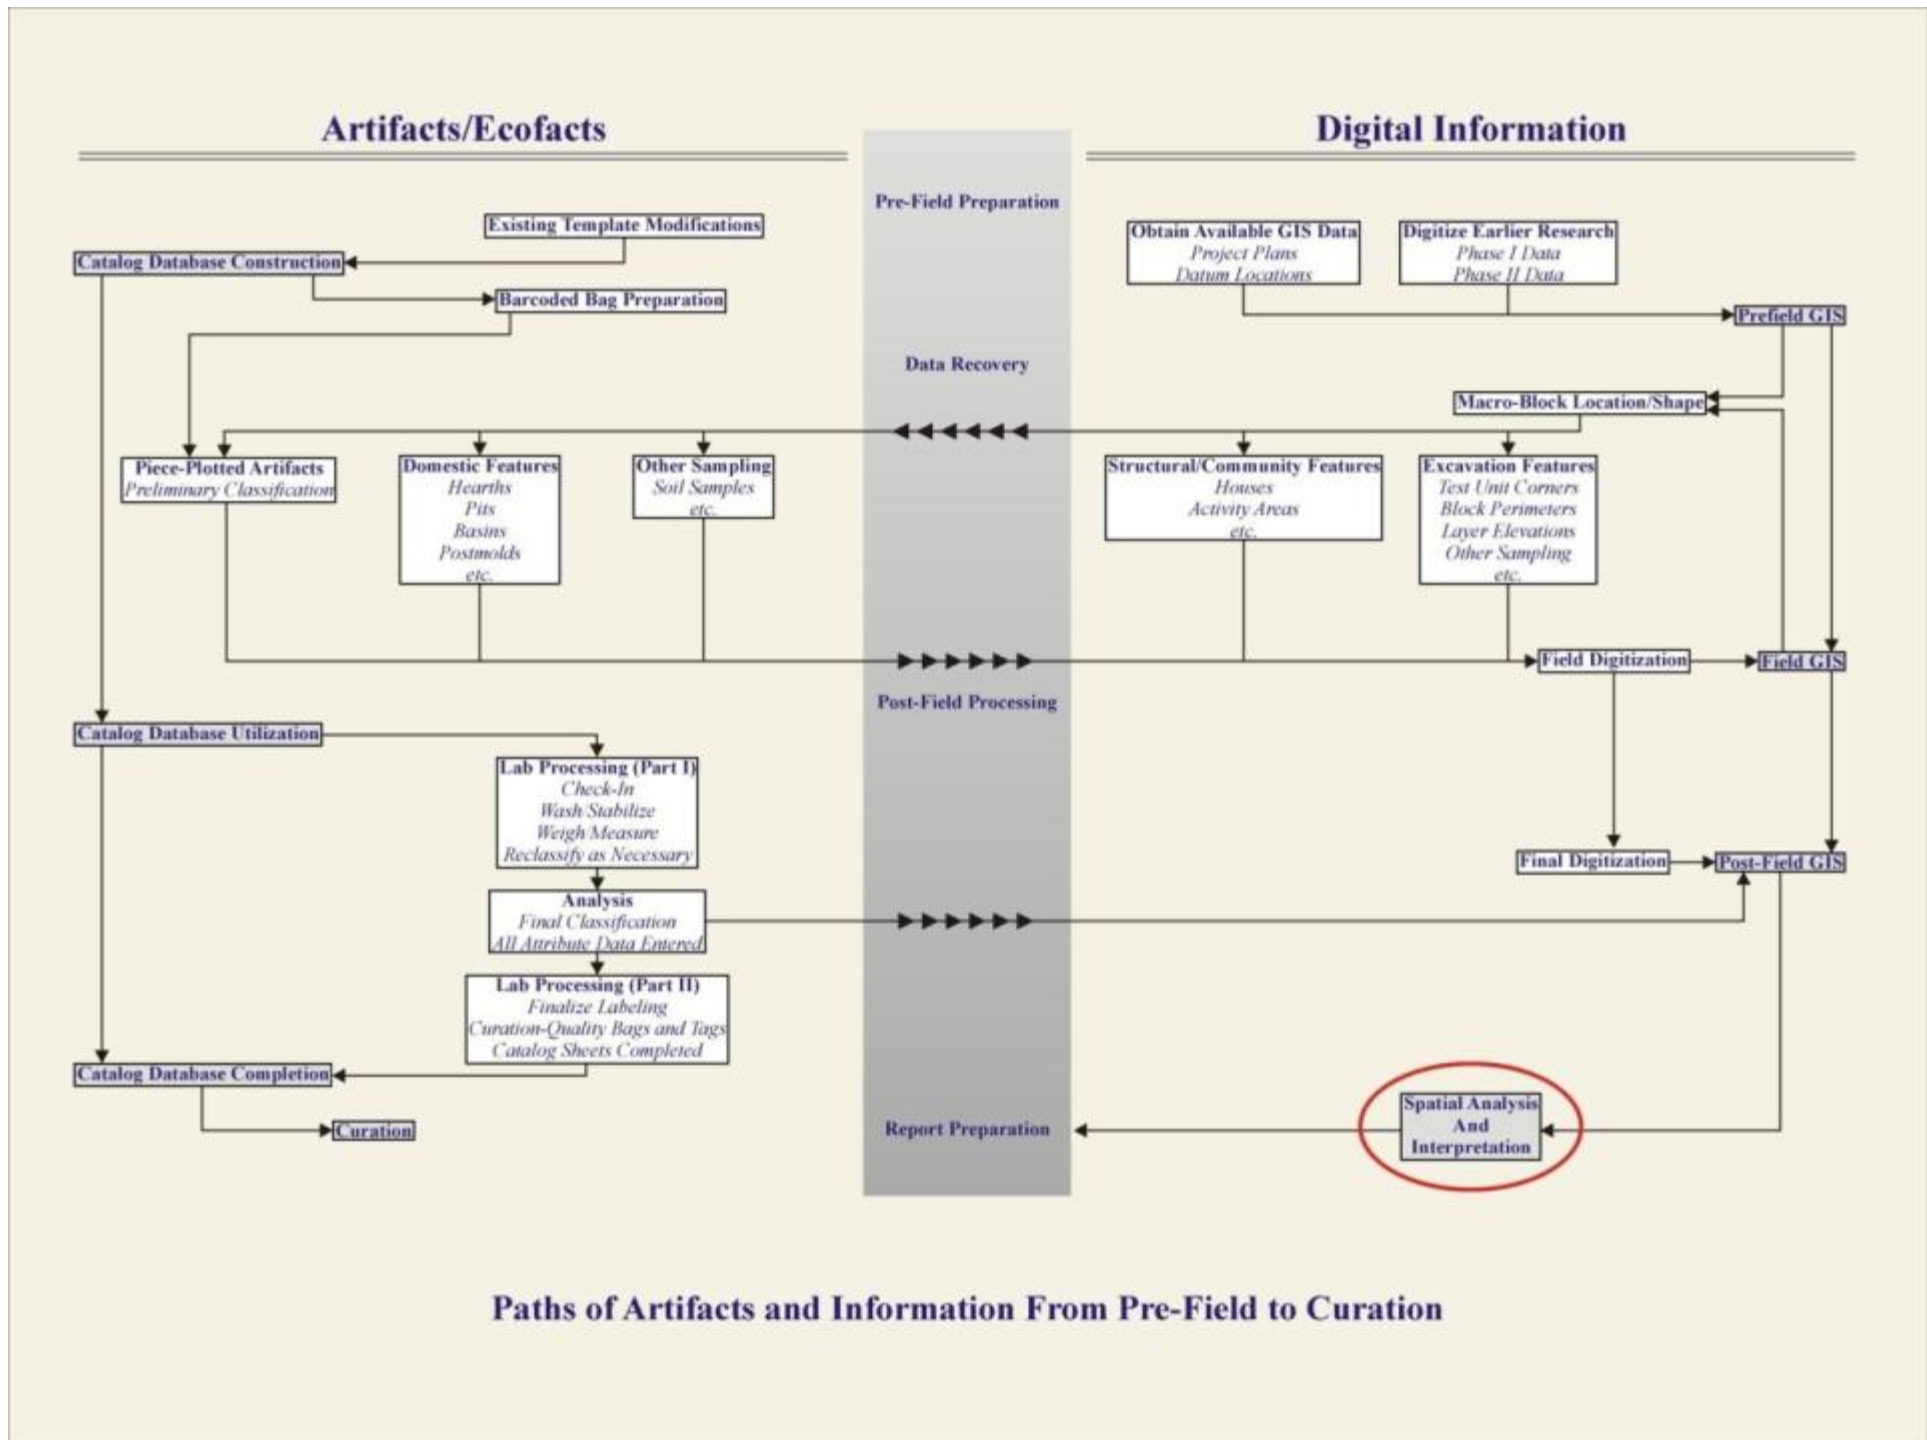 Artifacts/Ecofacts
Digital Information
Pre-Field Preparation
Existing Template Modifications
Catalog Database Construction
Barcoded Bag Preparation
Obtain Available GIS Data
Project Plans
Datum Locations
Digitize Earlier Research
Phase I Data
Phase II Data
Prefield GIS
Data Recovery
Macro-Block Location/Shape
Piece-Plotted Artifacts
Preliminary Classification
Domestic Features
Hearths
Pits
Basins
Postmolds
etc.
Other Sampling
Soil Samples
etc.
Structural/Community Features
Houses
Activity Areas
etc.
Excavation Features
Test Unit Corners
Block Perimeters
Layer Elevations
Other Sampling
etc.
Field Digitization
Field GIS
Post-Field Processing
Catalog Database Utilization
Lab Processing (Part I)
Check-In
Wash/Stabilize
Weigh/Measure
Reclassify as Necessary
Final Digitization
Post-Field GIS
Analysis
Final Classification
All Attribute Data Entered
Lab Processing (Part II)
Finalize Labeling
Curation-Quality Bags and Tags
Catalog Sheets Completed
Catalog Database Completion
Curation
Report Preparation
Spatial Analysis
And
Interpretation
Paths of Artifacts and Information From Pre-Field to Curation